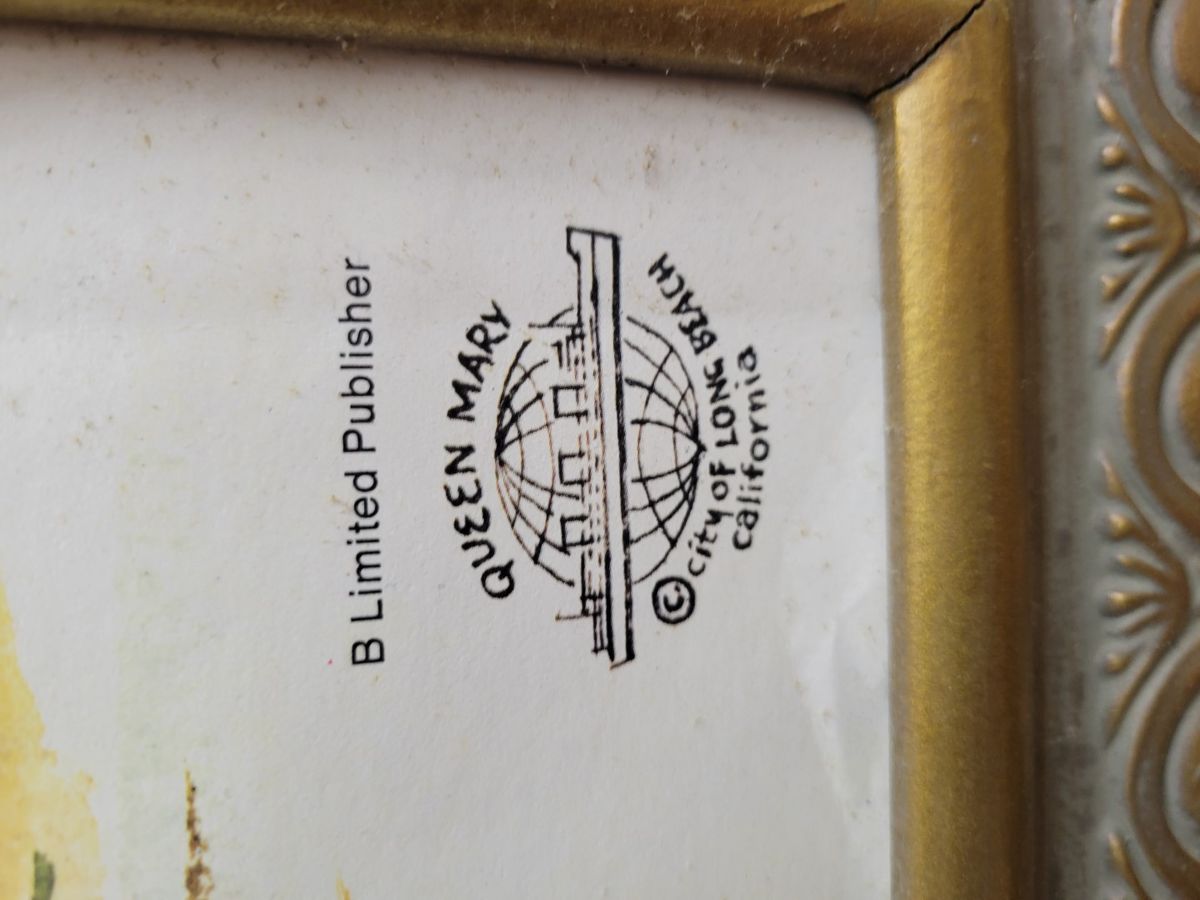 B Limited Publisher
QUEEN MARY
© City OF LONG BEACH
California